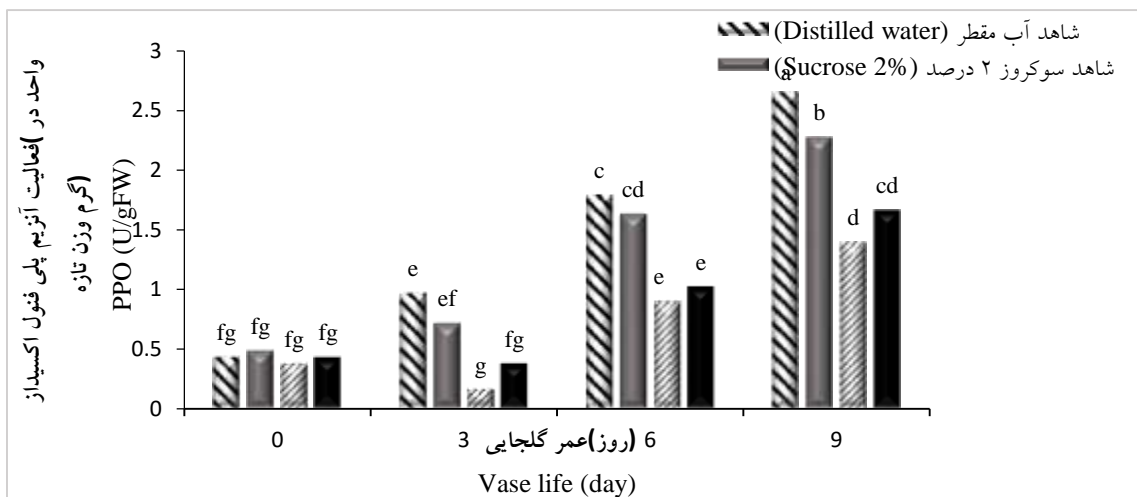 شاهد آب مقطر (Distilled water)
شاهد سوکروز ۲ درصد (Sucrose 2%)
فعالیت آنزیم پلی فنول اکسیداز(واحد در
گرم وزن تازه)
PPO (U/gFW)
3
2.5
2
1.5
1
0.5
0
fg fg fg fg
e ef g fg
c cd e e
a b d cd
0 3 6 9
عمر گلجایی(روز)
Vase life (day)